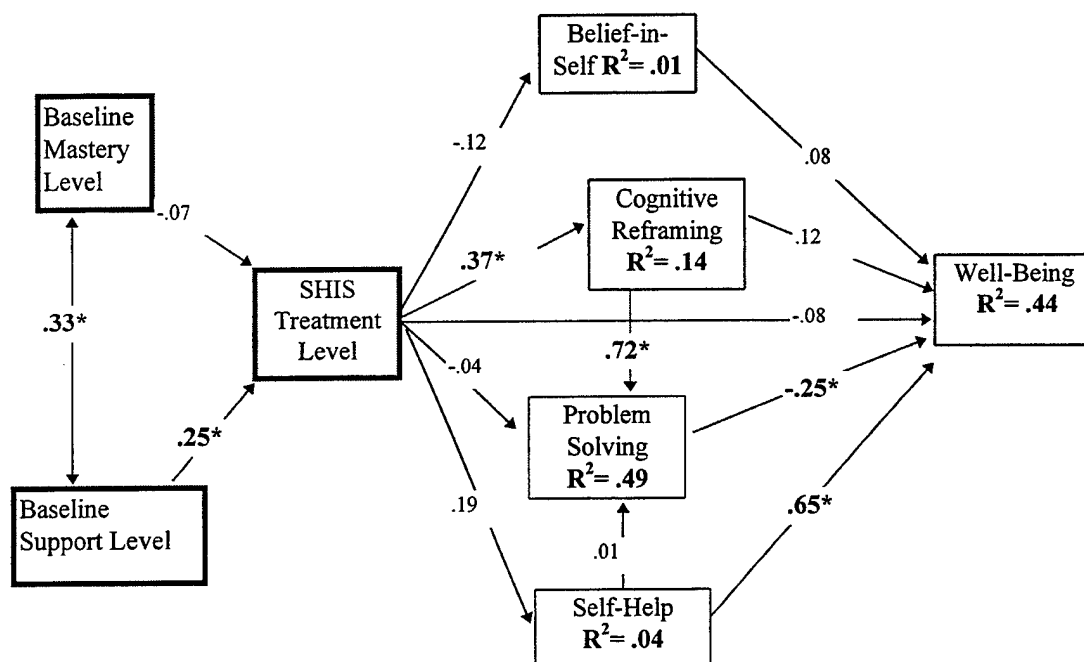 Belief-in-
Self R²= .01
Baseline
Mastery
Level
-.12
.08
-.07
Cognitive
Reframing
R²= .14
.37*
.12
Well-Being
R²= .44
SHIS
Treatment
Level
.33*
-.08
.72*
-.04
-.25*
Problem
Solving
R²= .49
.25*
Baseline
Support Level
.19
.65*
.01
Self-Help
R²= .04